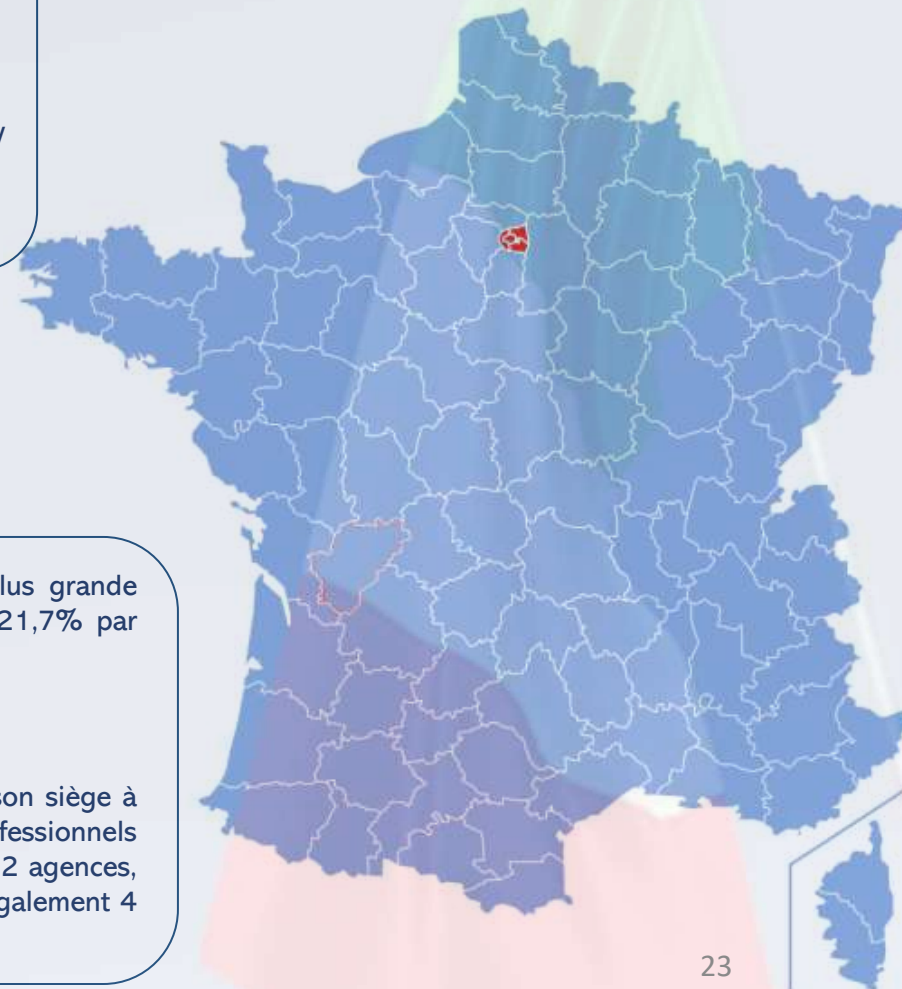 lus grande
21,7% par
son siège à
fessionnels
2 agences,
galement 4
23